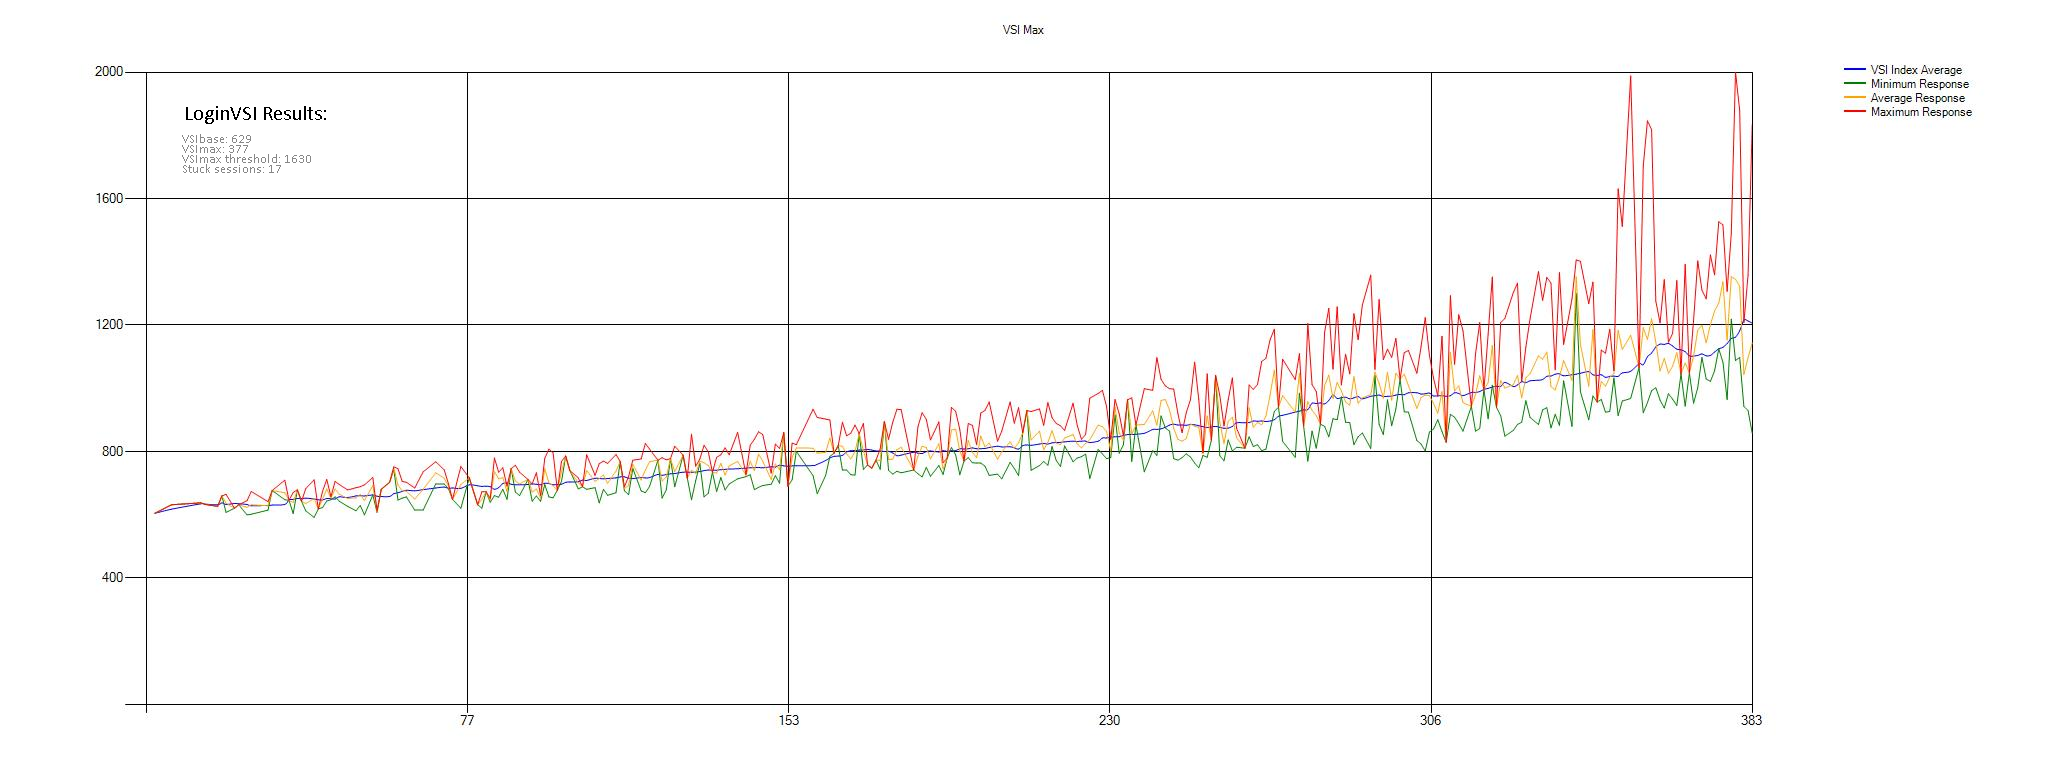 VSI Max
2000
1600
1200
800
400
LoginVSI Results:
VSIbase: 629
VSImax: 377
VSImax threshold: 1630
Stuck sessions: 17
VSI Index Average
Minimum Response
Average Response
Maximum Response
77
153
230
306
383